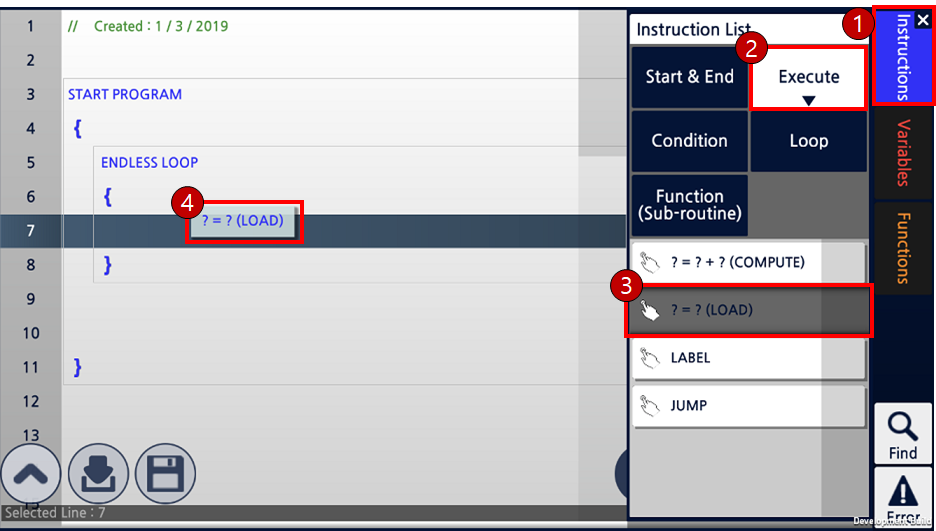 1
// Created : 1 / 3 / 2019
2
3
START PROGRAM
4
{
5
ENDLESS LOOP
6
{
4
? = ? (LOAD)
7
8
}
9
10
11
}
12
13
15
Selected Line : 7
Instruction List
2
Start & End
Execute
Condition
Loop
Function
(Sub-routine)
? = ? + ? (COMPUTE)
3
? = ? (LOAD)
LABEL
JUMP
1
Instructions
Variables
Functions
Find
Error
Development Build